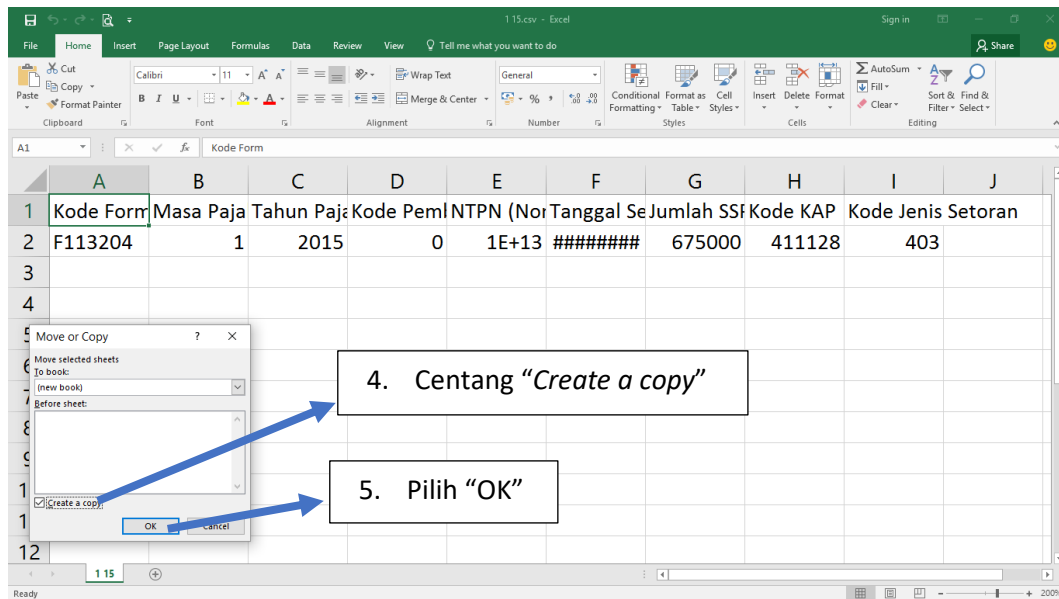 1 15.csv - Excel
Sign in
File Home Insert Page Layout Formulas Data Review View Tell me what you want to do Share
Paste
Cut
Copy
Format Painter
Clipboard
Calibri 11 A A
B I U A
Font
Wrap Text
Merge & Center
Alignment
General
% , .0 .00 .00 .0
Number
Conditional Formatting
Format as Table
Cell Styles
Styles
Insert Delete Format
Cells
AutoSum
Fill
Clear
Sort & Filter
Find & Select
Editing
A1 fx Kode Form
A B C D E F G H I J
1 Kode Form Masa Paja Tahun Paja Kode Peml NTPN (Nor Tanggal Se Jumlah SSI Kode KAP Kode Jenis Setoran
2 F113204 1 2015 0 1E+13 ######## 675000 411128 403
3
4
5
Move or Copy ? ×
Move selected sheets
To book:
(new book)
Before sheet:
Create a copy
OK Cancel
12
4. Centang “Create a copy”
5. Pilih “OK”
1 15
Ready